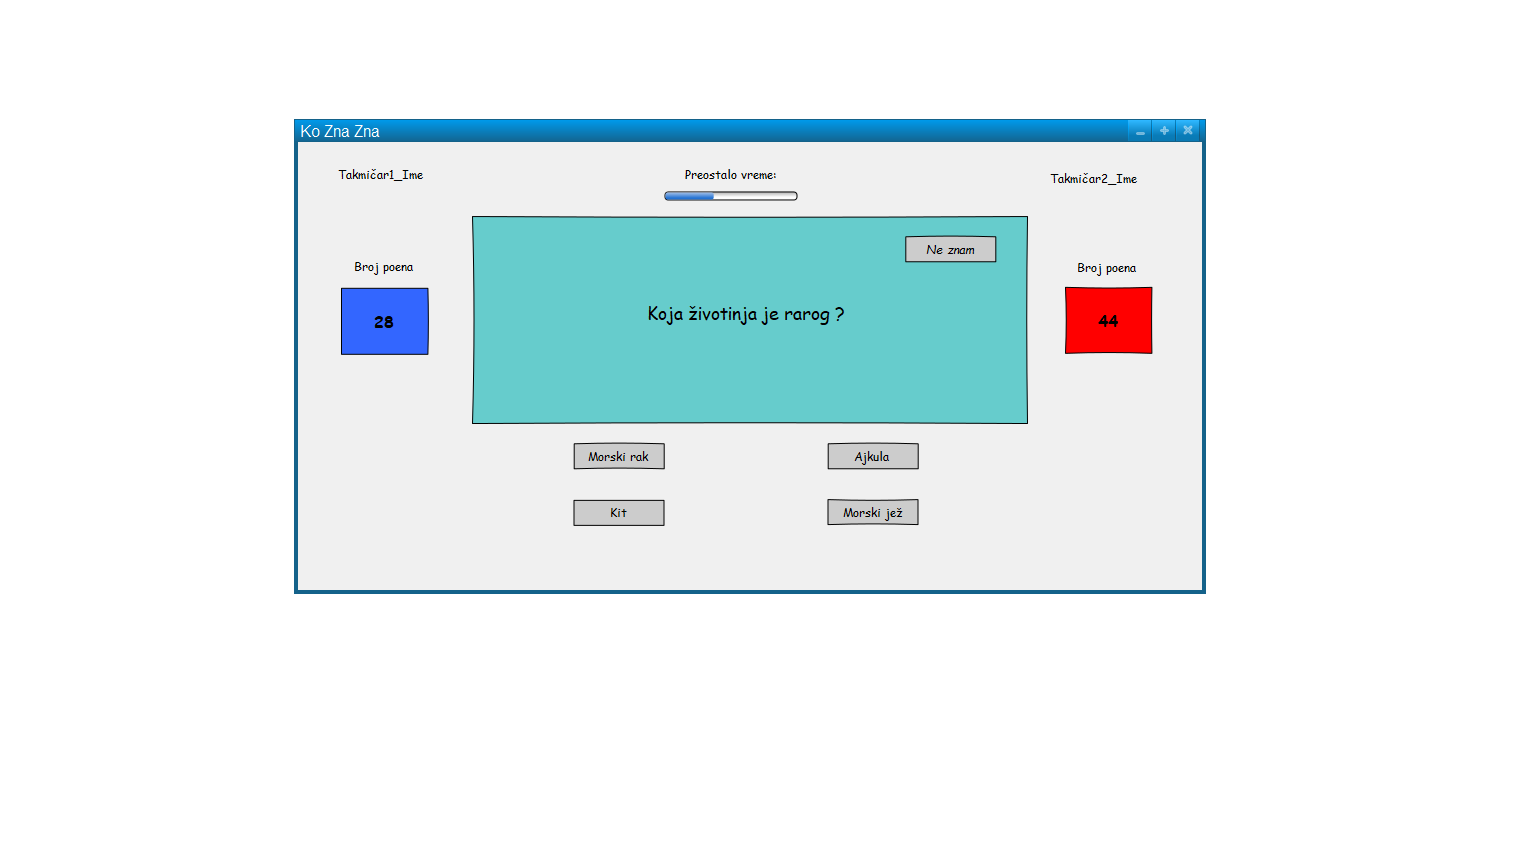 Ko Zna Zna
Takmičar1_Ime
Preostalo vreme:
Takmičar2_Ime
Ne znam
Broj poena
Broj poena
28
Koja životinja je rarog ?
44
Morski rak
Ajkula
Kit
Morski jež